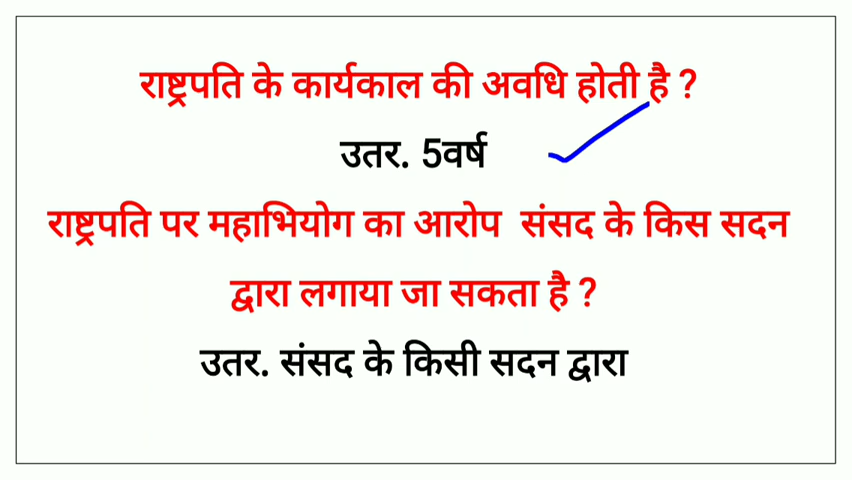 राष्ट्रपति के कार्यकाल की अवधि होती है ?
उतर. 5वर्ष
राष्ट्रपति पर महाभियोग का आरोप संसद के किस सदन
द्वारा लगाया जा सकता है ?
उतर. संसद के किसी सदन द्वारा